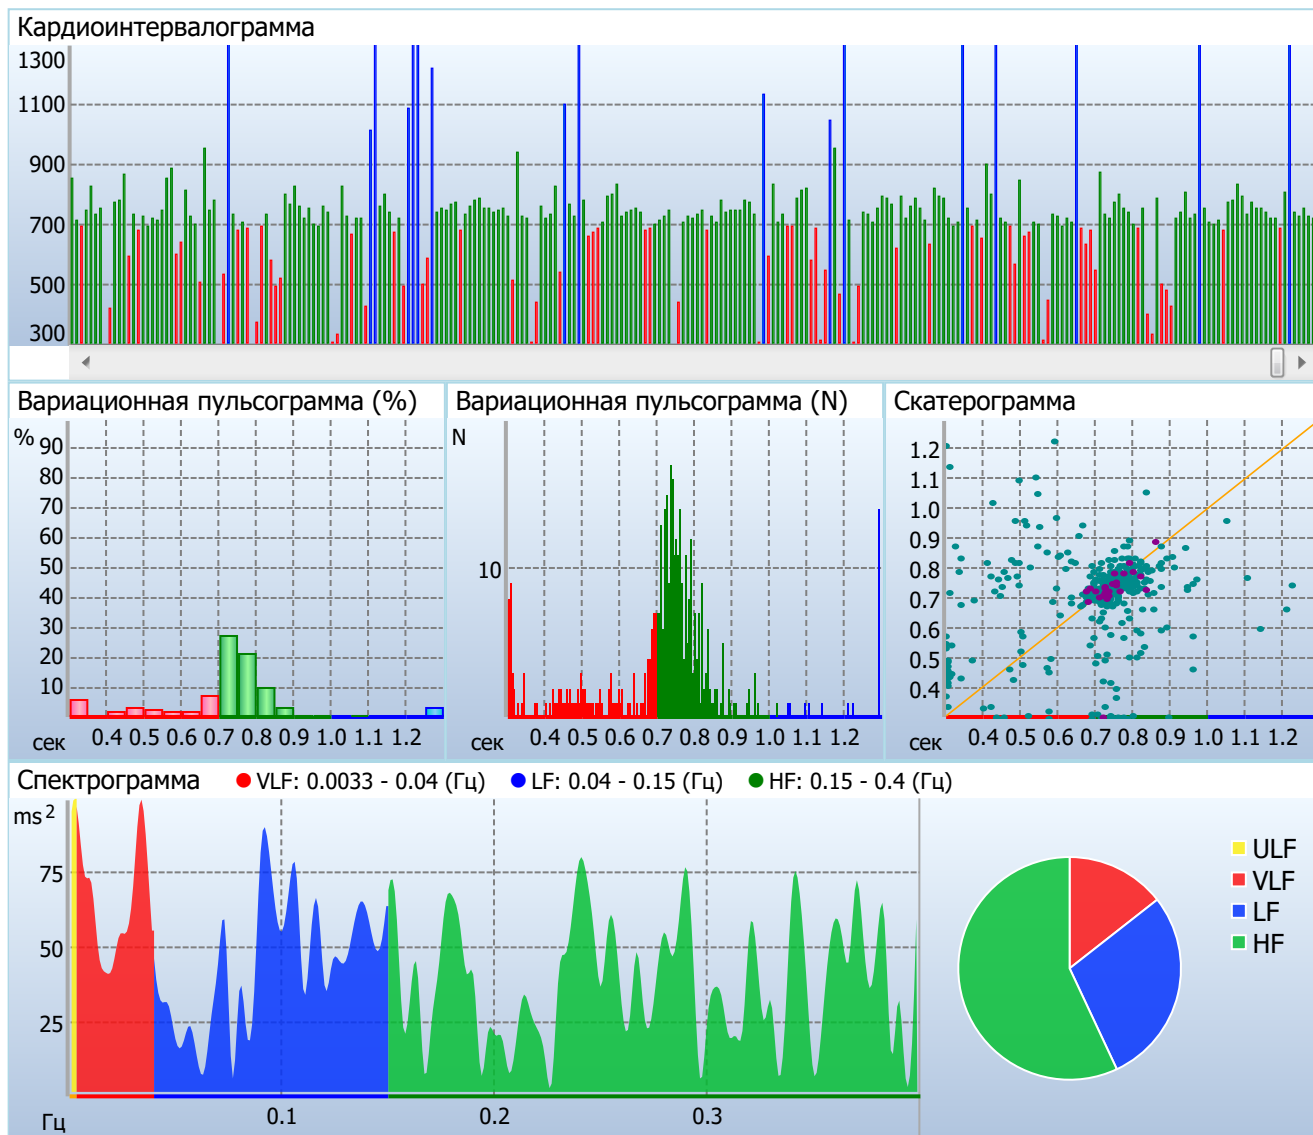 Кардиоинтервалограмма
1300
1100
900
700
500
300
Вариационная пульсограмма (%)
%
90
80
70
60
50
40
30
20
10
сек 0.4 0.5 0.6 0.7 0.8 0.9 1.0 1.1 1.2
Вариационная пульсограмма (N)
N
10
сек 0.4 0.5 0.6 0.7 0.8 0.9 1.0 1.1 1.2
Скатерограмма
1.2
1.1
1.0
0.9
0.8
0.7
0.6
0.5
0.4
сек 0.4 0.5 0.6 0.7 0.8 0.9 1.0 1.1 1.2
Спектрограмма VLF: 0.0033 - 0.04 (Гц) LF: 0.04 - 0.15 (Гц) HF: 0.15 - 0.4 (Гц)
ms²
75
50
25
Гц 0.1 0.2 0.3
ULF
VLF
LF
HF